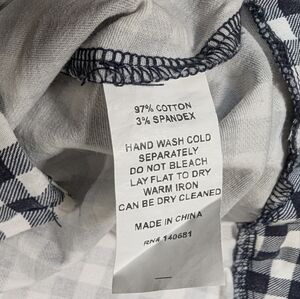 97% COTTON
3% SPANDEX
HAND WASH COLD
SEPARATELY
DO NOT BLEACH
LAY FLAT TO DRY
WARM IRON
CAN BE DRY CLEANED
MADE IN CHINA
RN# 140681